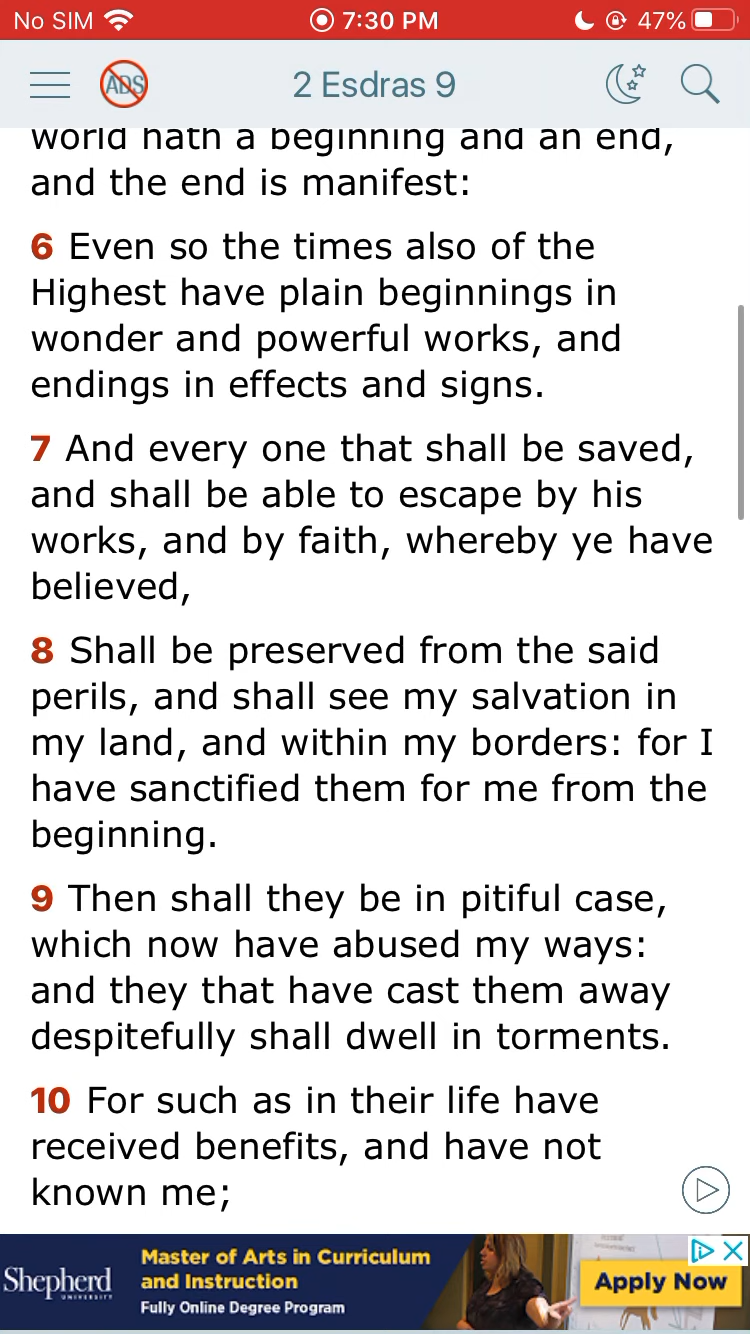 No SIM 7:30 PM 47%
ADS 2 Esdras 9
world hath a beginning and an end,
and the end is manifest:
6 Even so the times also of the
Highest have plain beginnings in
wonder and powerful works, and
endings in effects and signs.
7 And every one that shall be saved,
and shall be able to escape by his
works, and by faith, whereby ye have
believed,
8 Shall be preserved from the said
perils, and shall see my salvation in
my land, and within my borders: for I
have sanctified them for me from the
beginning.
9 Then shall they be in pitiful case,
which now have abused my ways:
and they that have cast them away
despitefully shall dwell in torments.
10 For such as in their life have
received benefits, and have not
known me;
Shepherd
UNIVERSITY
Master of Arts in Curriculum
and Instruction
Fully Online Degree Program
Apply Now